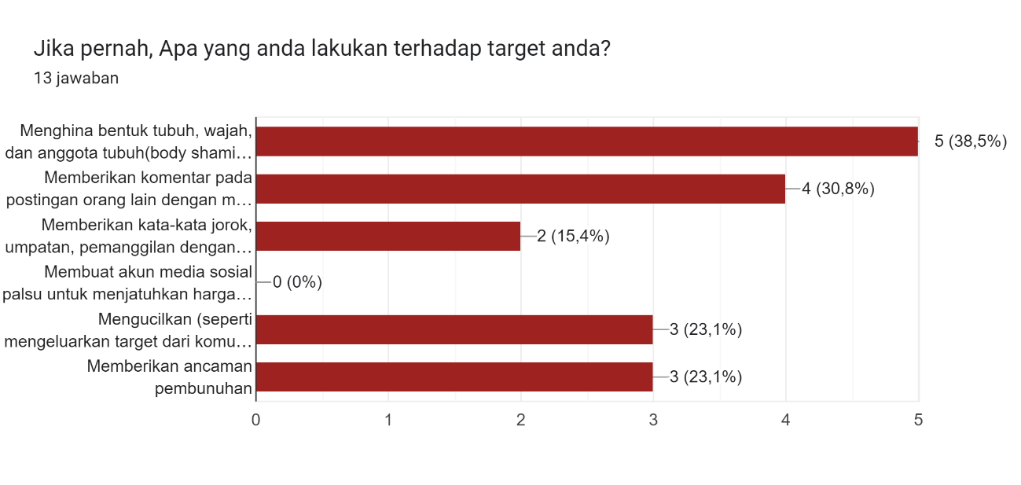 Jika pernah, Apa yang anda lakukan terhadap target anda?
13 jawaban
Menghina bentuk tubuh, wajah,
dan anggota tubuh(body shami…
5 (38,5%)
Memberikan komentar pada
postingan orang lain dengan m…
4 (30,8%)
Memberikan kata-kata jorok,
umpatan, pemanggilan dengan…
2 (15,4%)
Membuat akun media sosial
palsu untuk menjatuhkan harga…
0 (0%)
Mengucilkan (seperti
mengeluarkan target dari komu…
3 (23,1%)
Memberikan ancaman
pembunuhan
3 (23,1%)
0 1 2 3 4 5